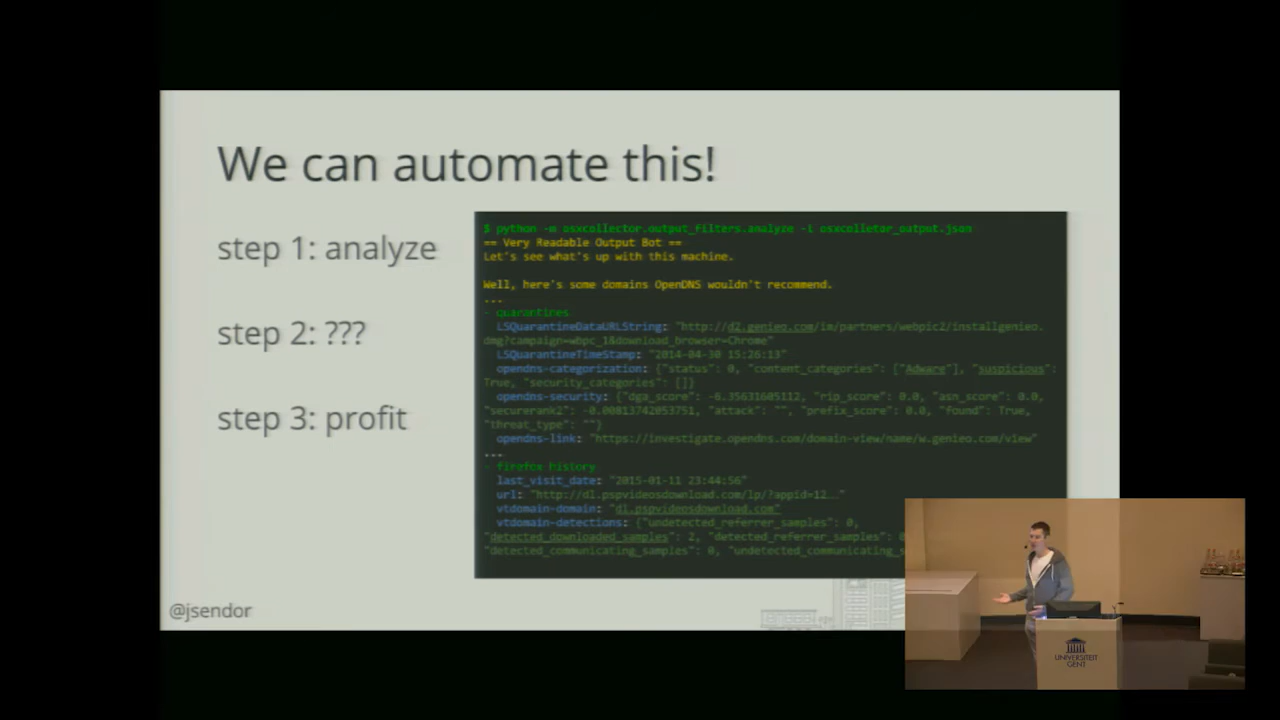 We can automate this!
step 1: analyze
step 2: ???
step 3: profit
$ python -m osxcollector.output_filters.analyze -i osxcolletor_output.json
== Very Readable Output Bot ==
Let's see what's up with this machine.
Well, here's some domains OpenDNS wouldn't recommend.
...
- quarantines
LSQuarantineDataURLString: "http://d2.genieo.com/im/partners/webpic2/installgenieo.
dmg?campaign=wbpc_1&download_browser=Chrome"
LSQuarantineTimeStamp: "2014-04-30 15:26:13"
opendns-categorization: {"status": 0, "content_categories": ["Adware"], "suspicious":
True, "security_categories": []}
opendns-security: {"dga_score": -6.35631605112, "rip_score": 0.0, "asn_score": 0.0,
"securerank2": -0.00813742053751, "attack": "", "prefix_score": 0.0, "found": True,
"threat_type": ""}
opendns-link: "https://investigate.opendns.com/domain-view/name/w.genieo.com/view"
...
- firefox history
last_visit_date: "2015-01-11 23:44:56"
url: "http://dl.pspvideosdownload.com/lp/?appid=12..."
vtdomain-domain: "dl.pspvideosdownload.com"
vtdomain-detections: {"undetected_referrer_samples": 0,
"detected_downloaded_samples": 2, "detected_referrer_samples": 0
"detected_communicating_samples": 0, "undetected_communicating_s
@jsendor
UNIVERSITEIT
GENT